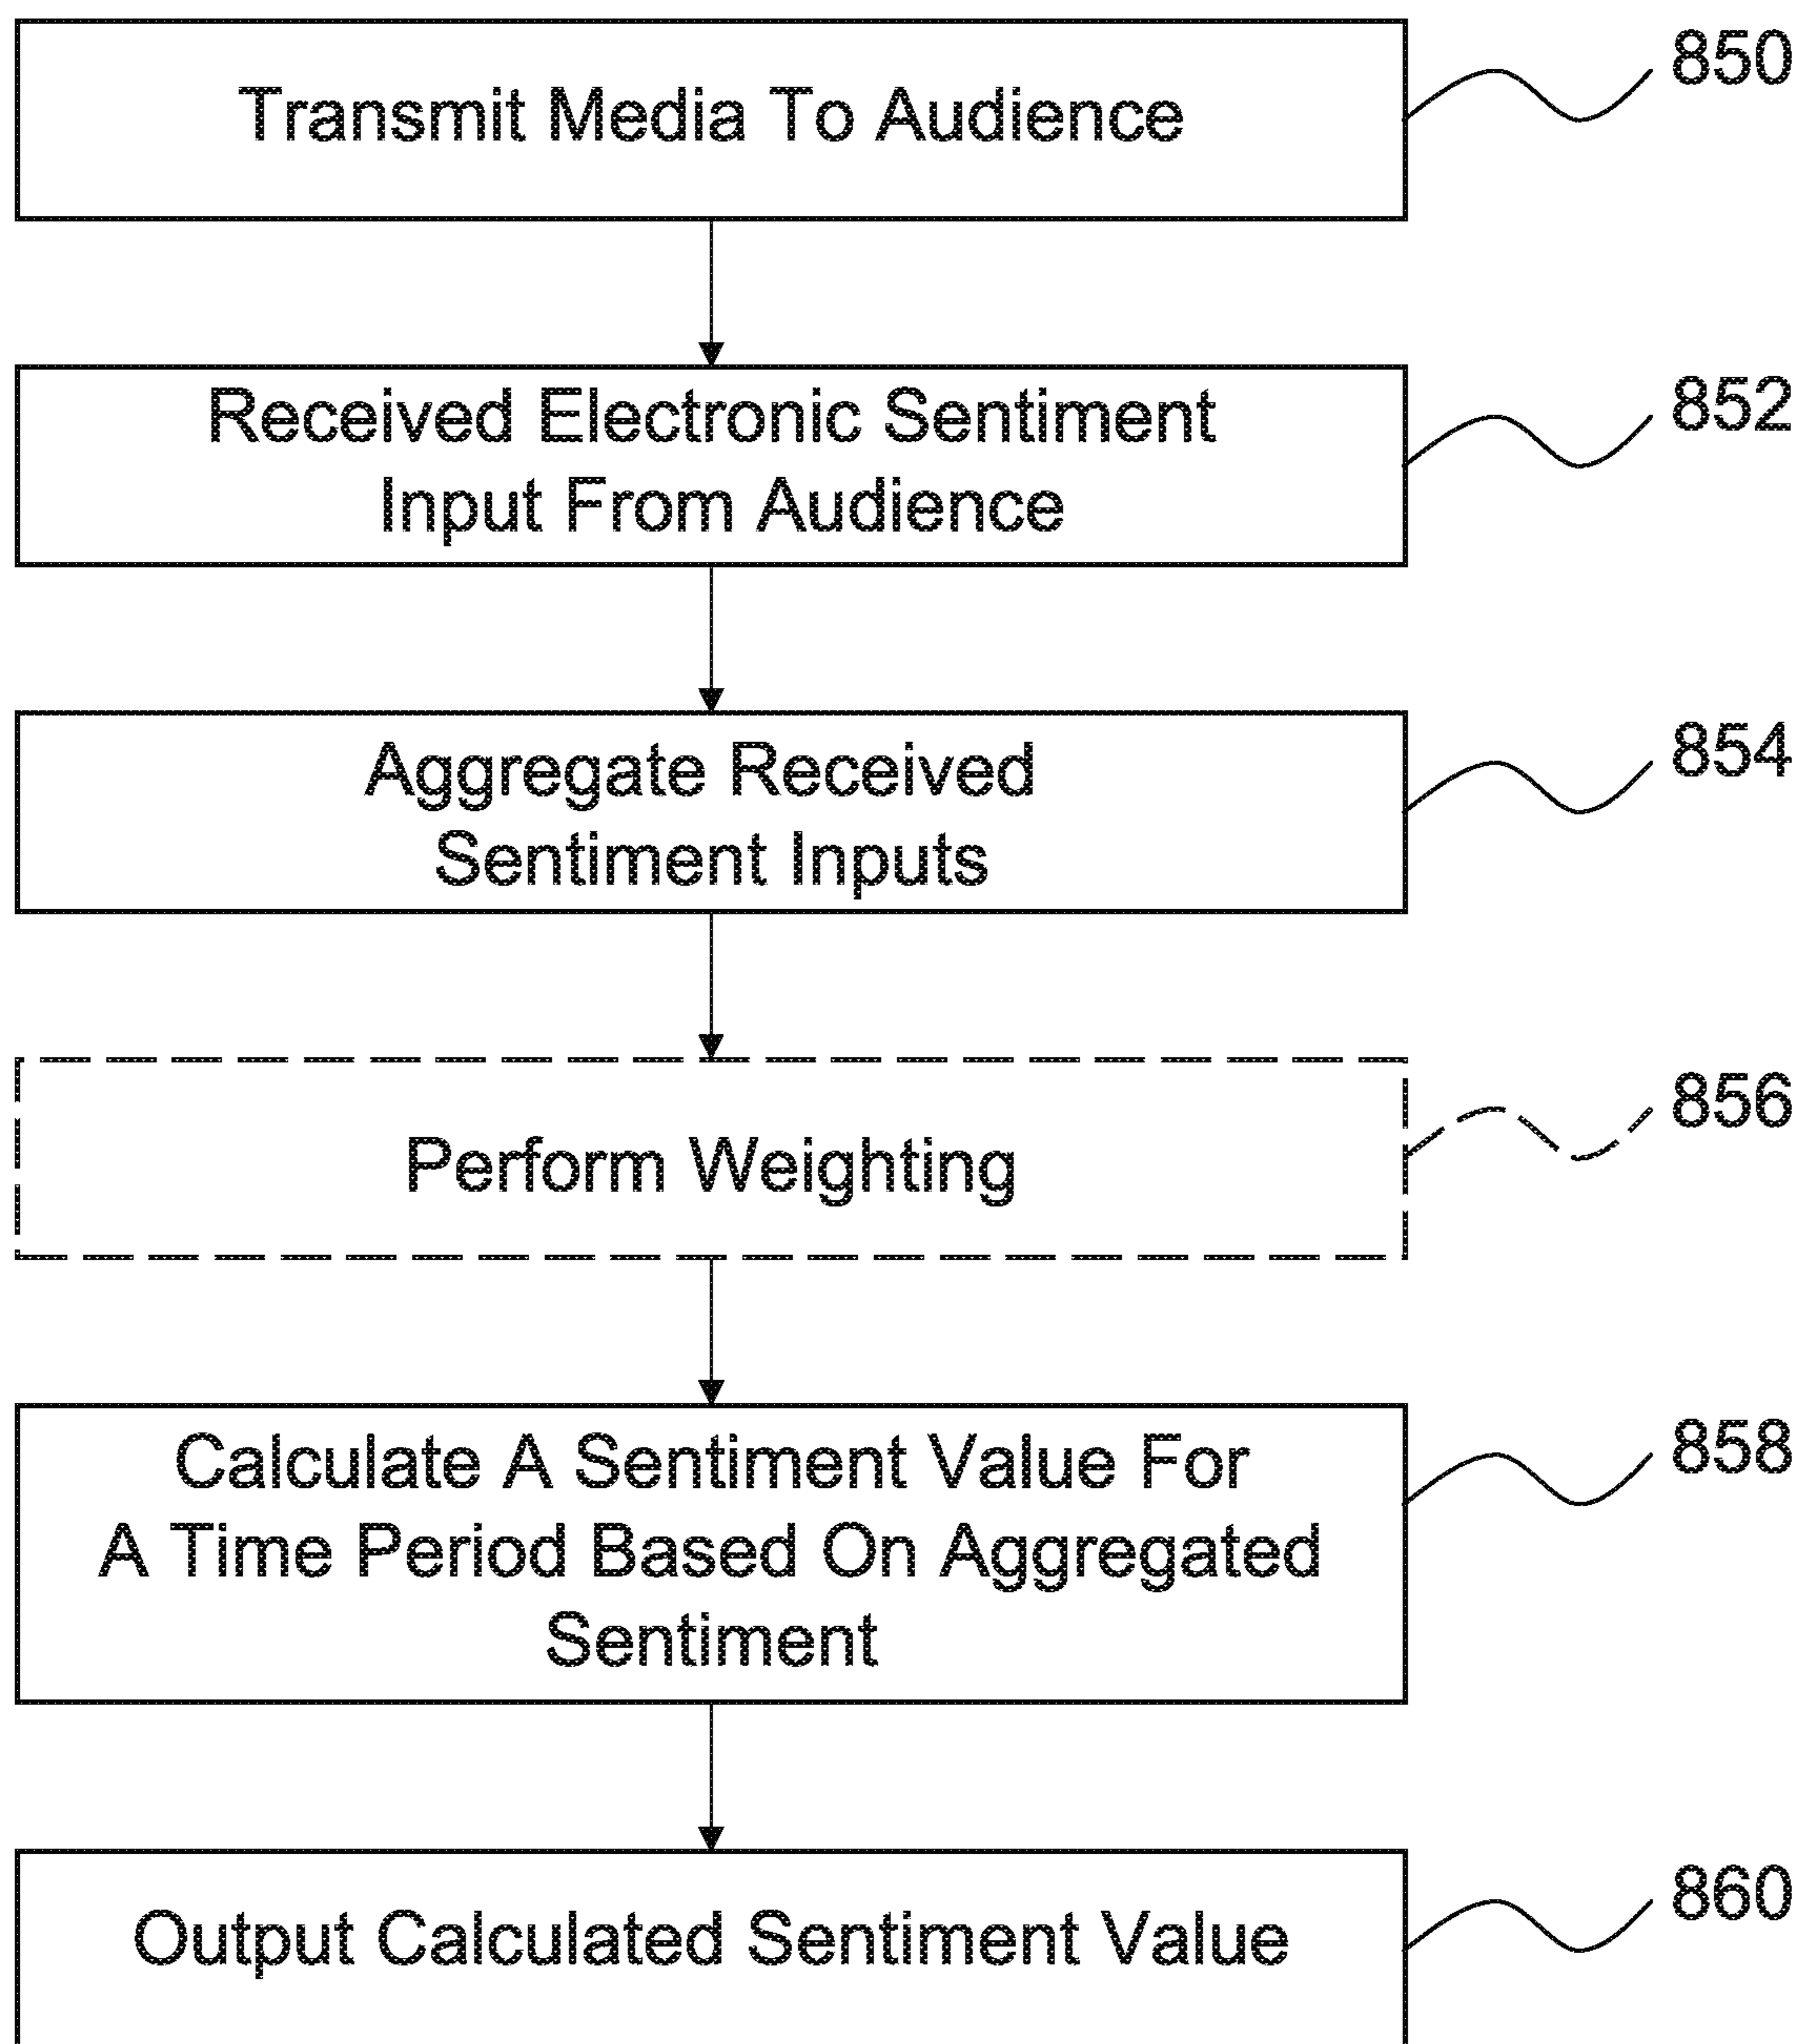 Transmit Media To Audience
850
Received Electronic Sentiment
Input From Audience
852
Aggregate Received
Sentiment Inputs
854
Perform Weighting
856
Calculate A Sentiment Value For
A Time Period Based On Aggregated
Sentiment
858
Output Calculated Sentiment Value
860